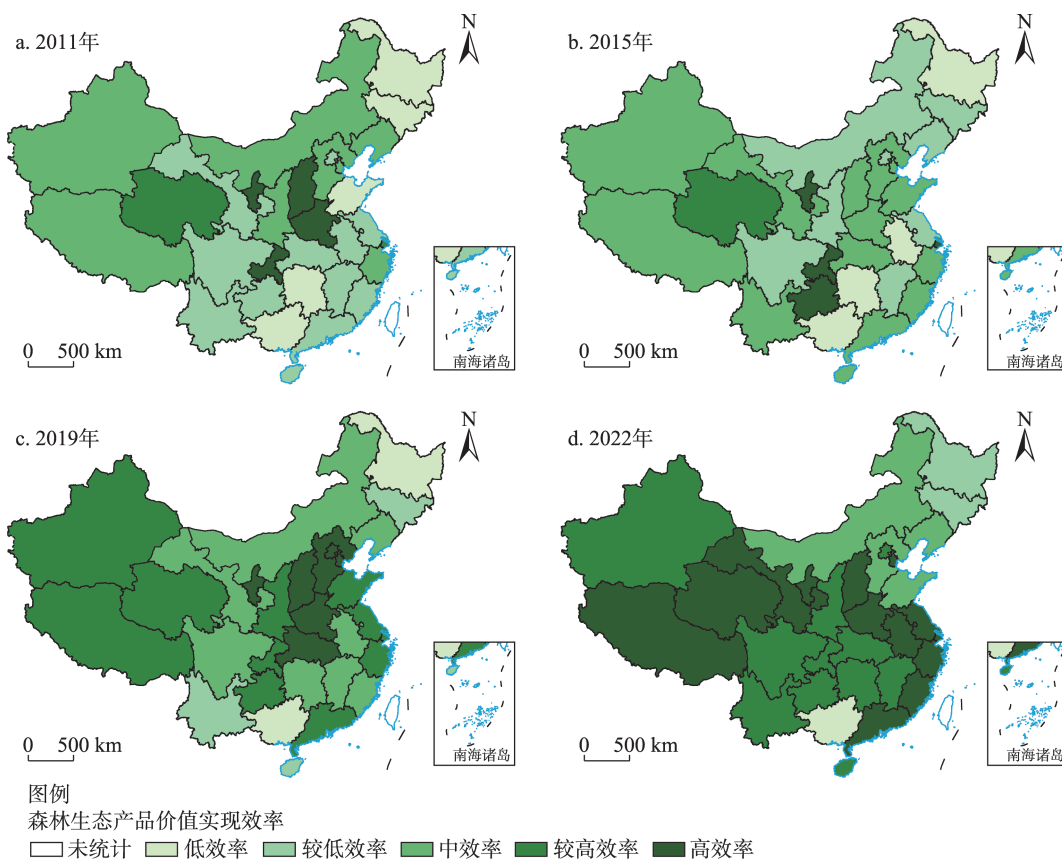 a. 2011年
N
0 500 km
南海诸岛
b. 2015年
N
0 500 km
南海诸岛
c. 2019年
N
0 500 km
南海诸岛
d. 2022年
N
0 500 km
南海诸岛
图例
森林生态产品价值实现效率
未统计 低效率 较低效率 中效率 较高效率 高效率